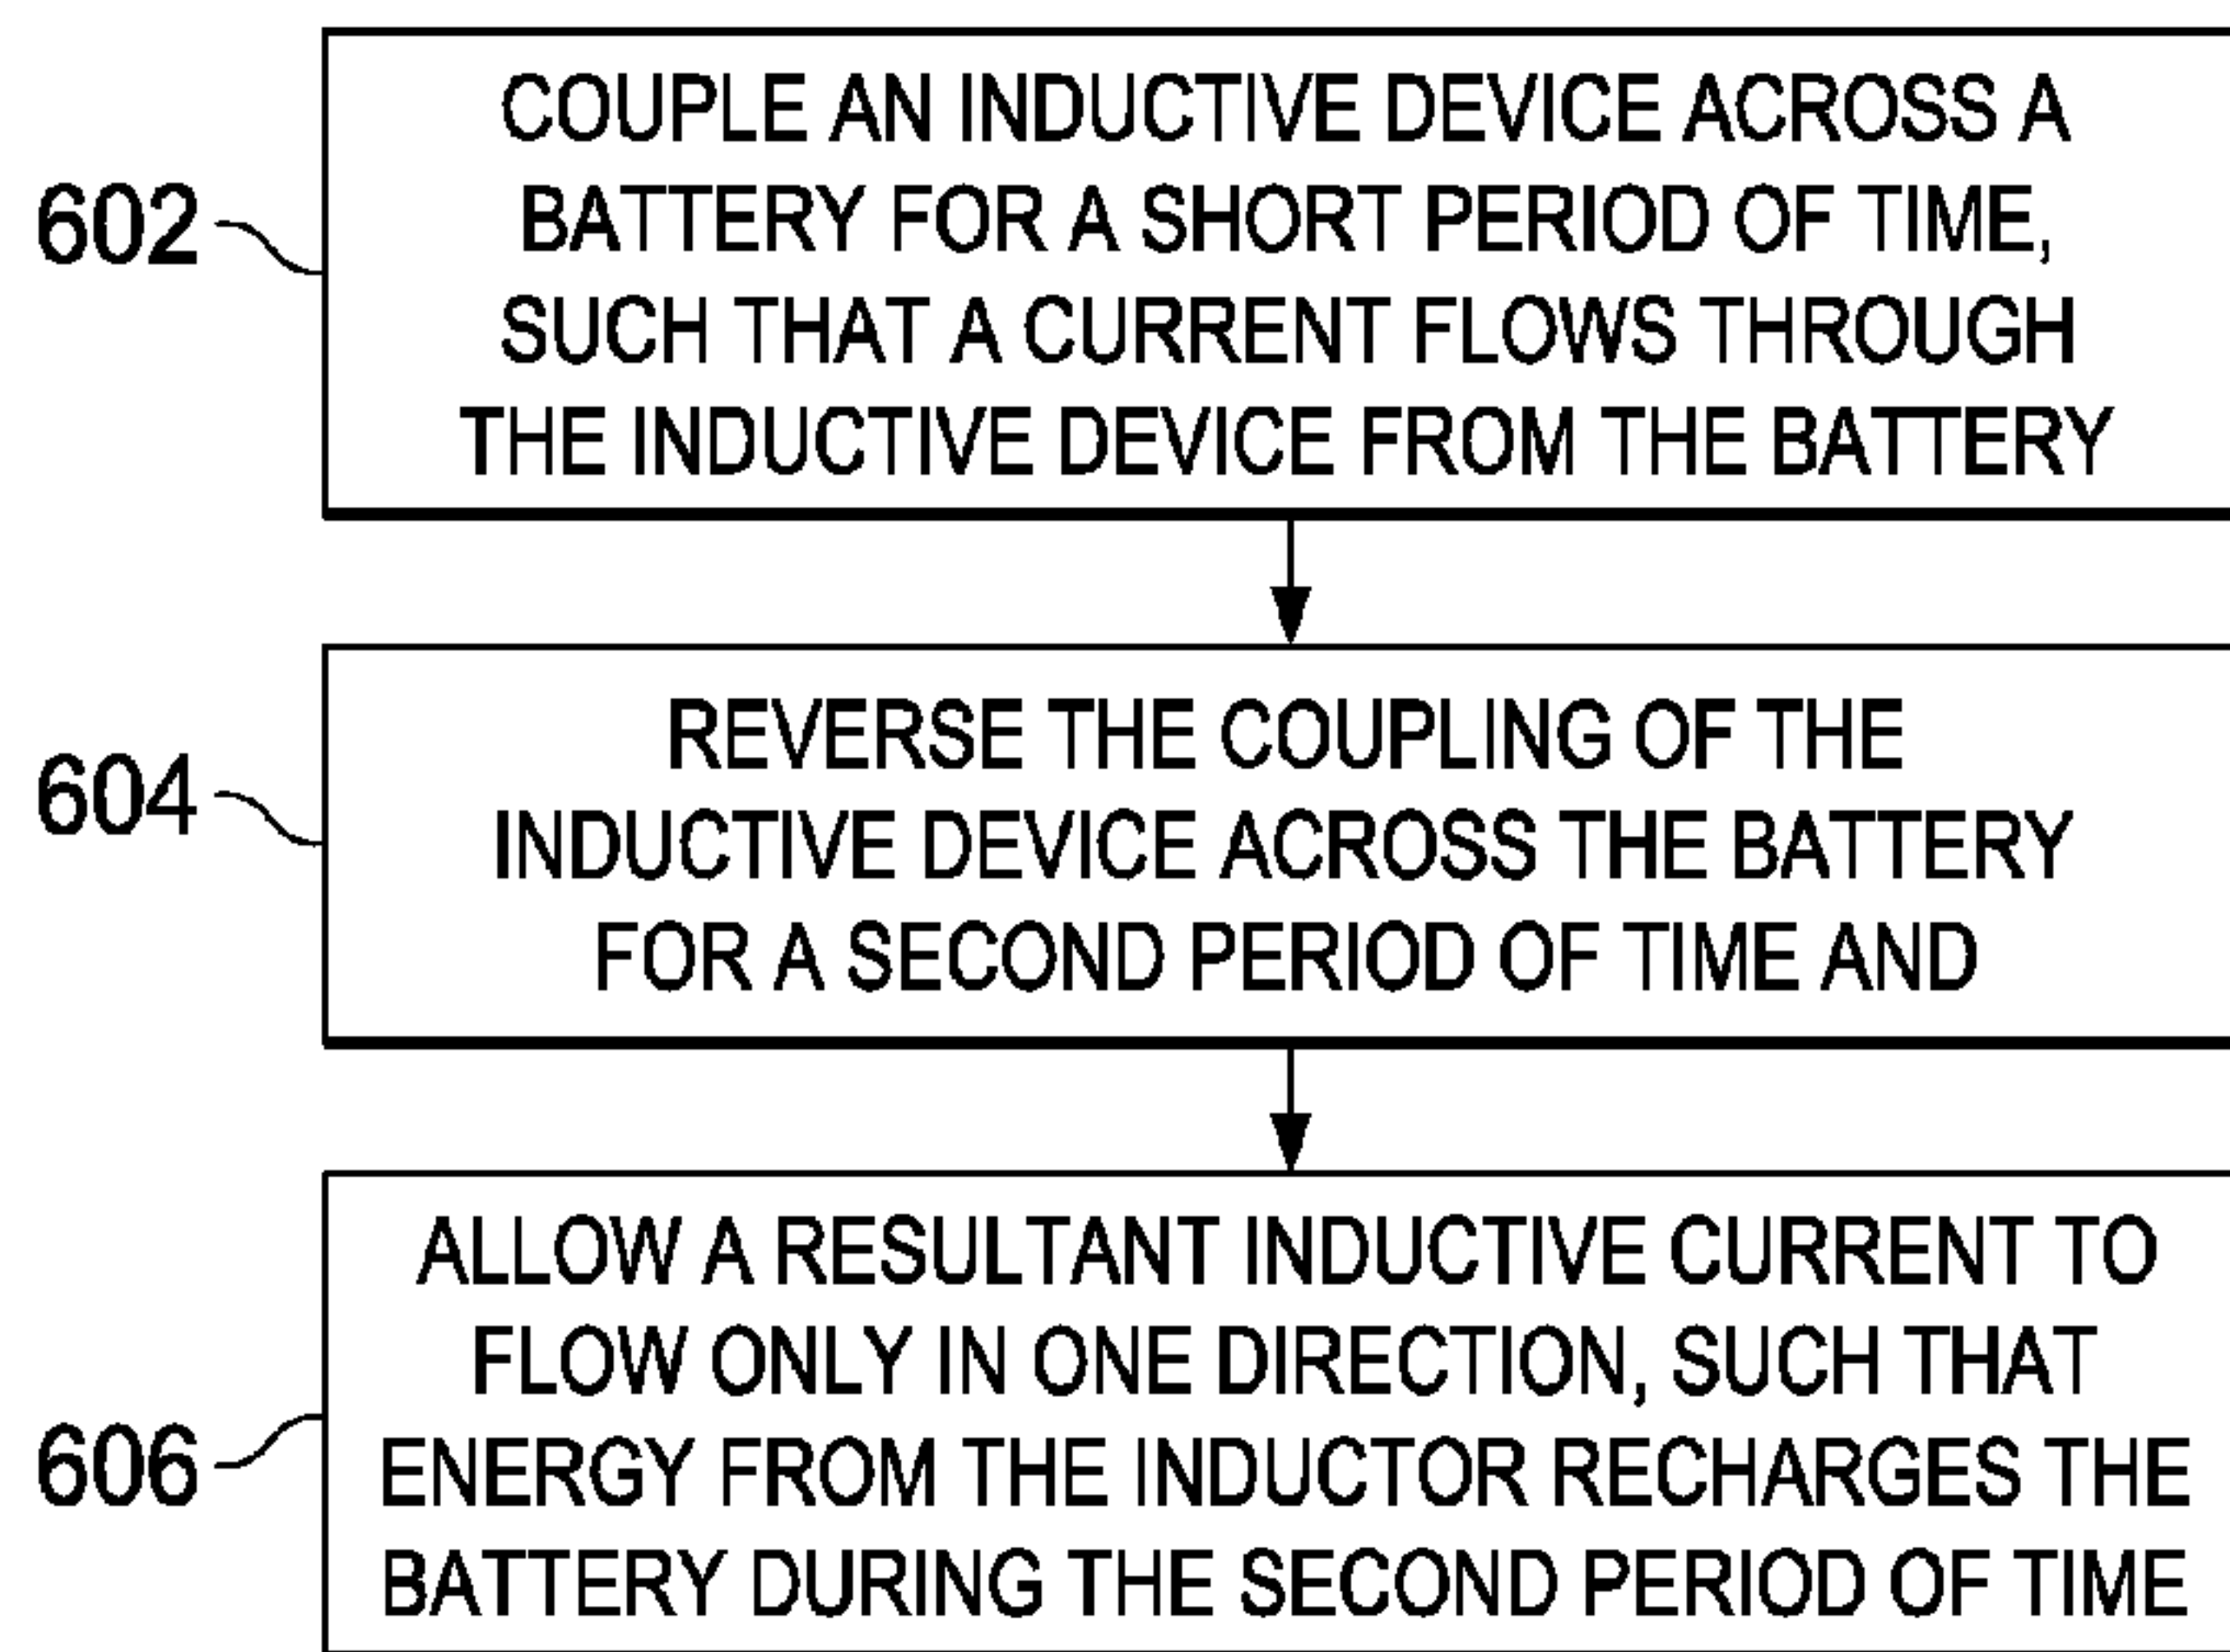 COUPLE AN INDUCTIVE DEVICE ACROSS A
BATTERY FOR A SHORT PERIOD OF TIME,
602
SUCH THAT A CURRENT FLOWS THROUGH
THE INDUCTIVE DEVICE FROM THE BATTERY
REVERSE THE COUPLING OF THE
604
INDUCTIVE DEVICE ACROSS THE BATTERY
FOR A SECOND PERIOD OF TIME AND
ALLOW A RESULTANT INDUCTIVE CURRENT TO
FLOW ONLY IN ONE DIRECTION, SUCH THAT
606
ENERGY FROM THE INDUCTOR RECHARGES THE
BATTERY DURING THE SECOND PERIOD OF TIME